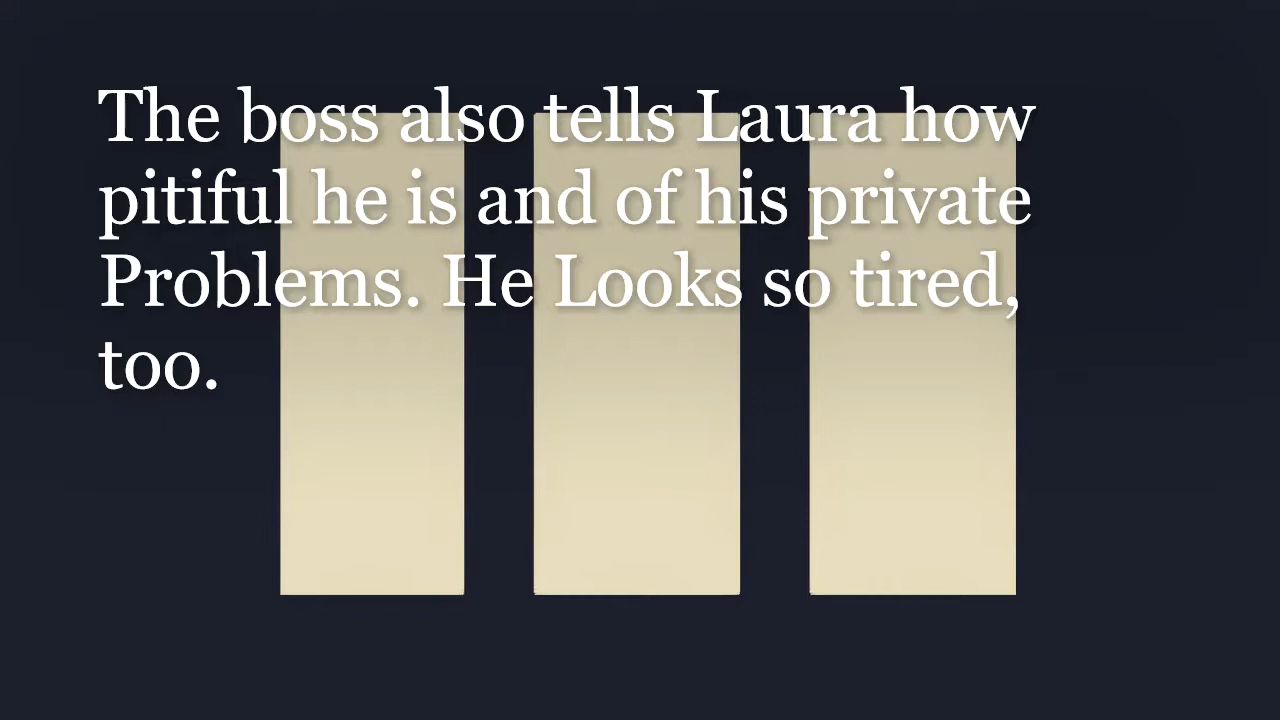 The boss also tells Laura how
pitiful he is and of his private
Problems. He Looks so tired,
too.